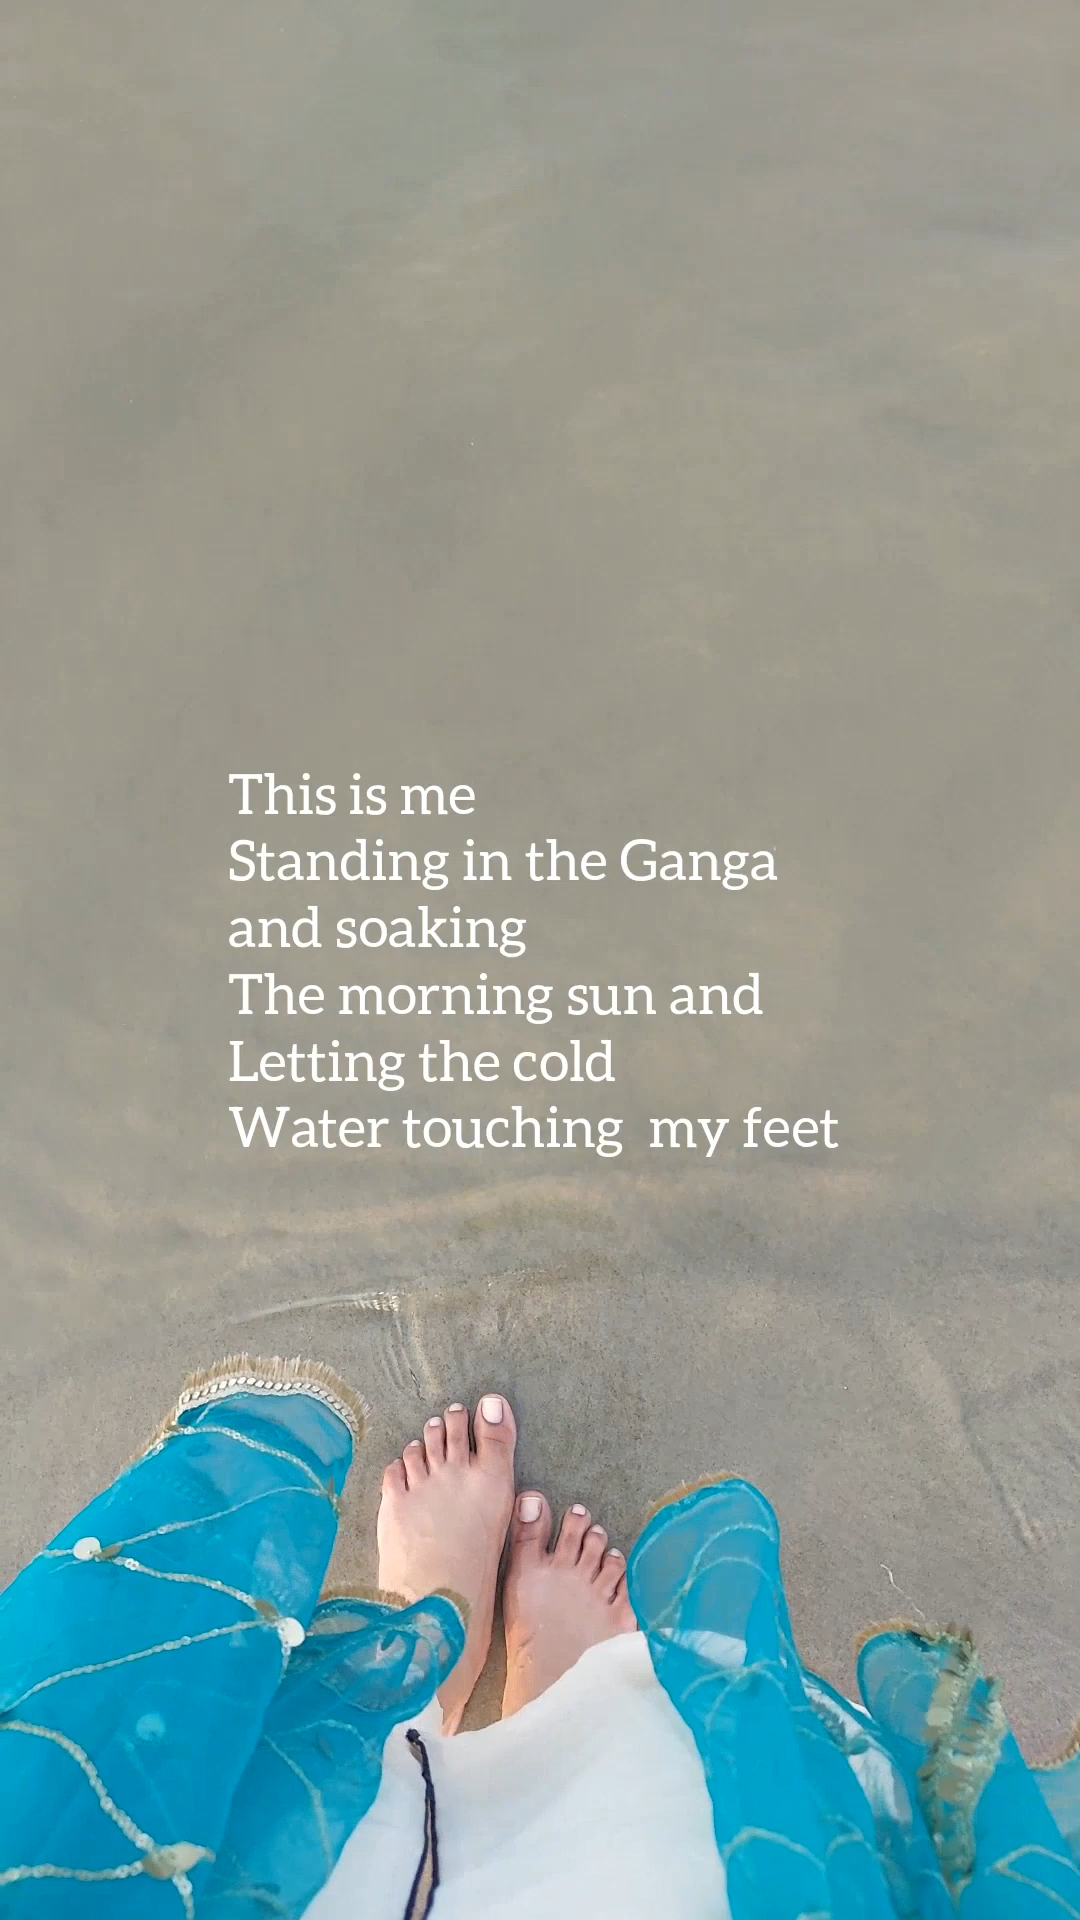 This is me
Standing in the Ganga
and soaking
The morning sun and
Letting the cold
Water touching  my feet